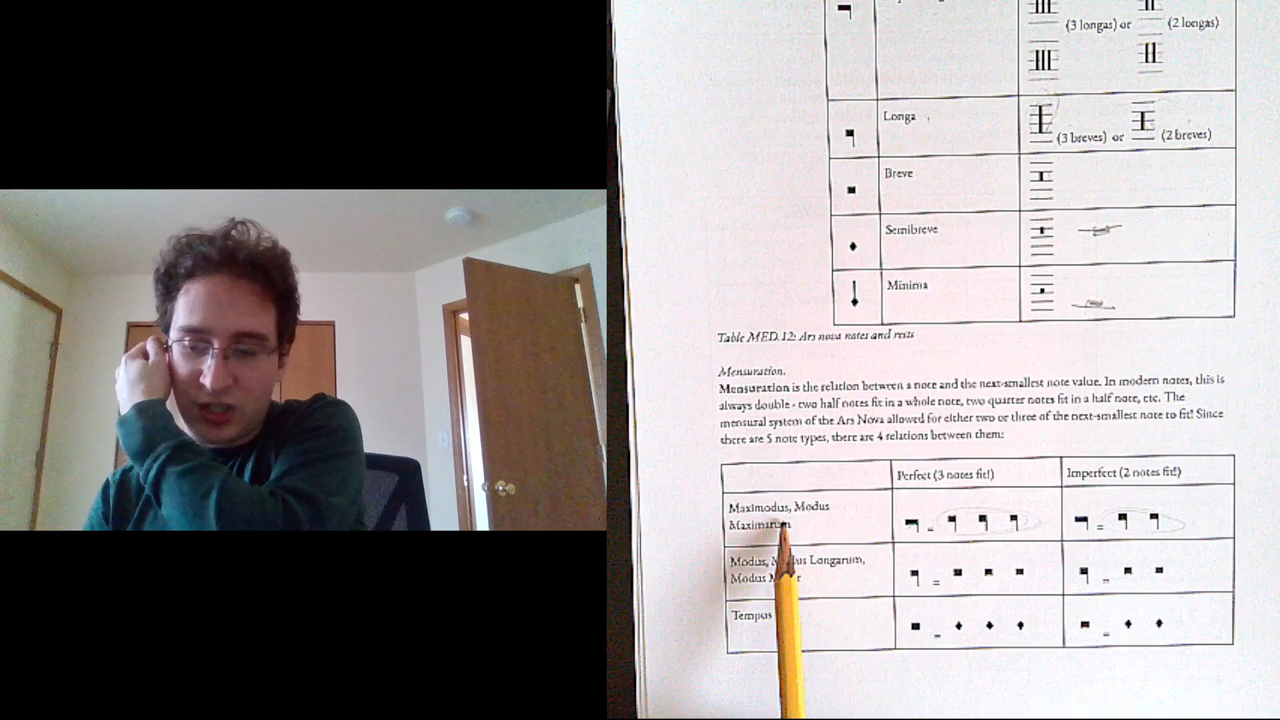 (3 longas) or (2 longas)
Longa
(3 breves) or (2 breves)
Breve
Semibreve
Minima
Table MED.12: Ars nova notes and rests
Mensuration.
Mensuration is the relation between a note and the next-smallest note value. In modern notes, this is
always double - two half notes fit in a whole note, two quarter notes fit in a half note, etc. The
mensural system of the Ars Nova allowed for either two or three of the next-smallest note to fit! Since
there are 5 note types, there are 4 relations between them:
Perfect (3 notes fit!) Imperfect (2 notes fit!)
Maximodus, Modus
Maximarum
= =
Modus, Modus Longarum,
Modus
= =
Tempus
= =